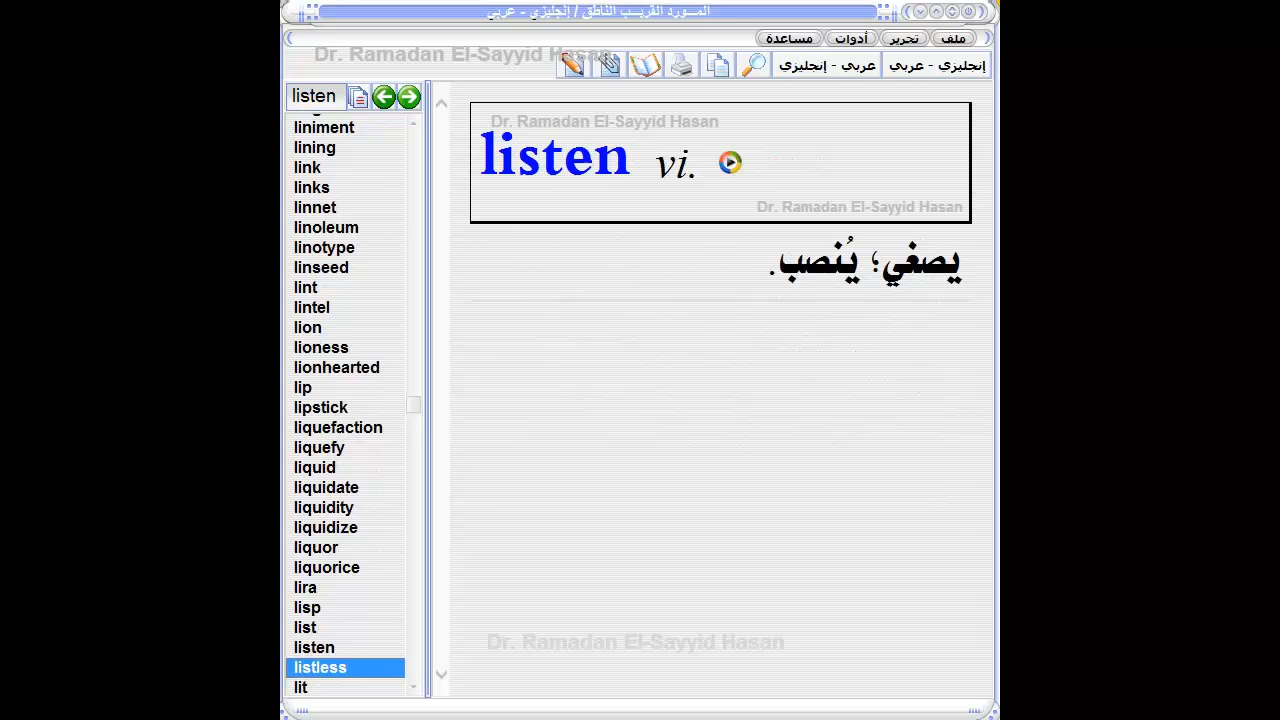 المـورد القريـب الناطق / إنجليزي - عربي
ملف تحرير أدوات مساعدة
Dr. Ramadan El-Sayyid Hasan
إنجليزي - عربي عربي - إنجليزي
listen
liniment
lining
link
links
linnet
linoleum
linotype
linseed
lint
lintel
lion
lioness
lionhearted
lip
lipstick
liquefaction
liquefy
liquid
liquidate
liquidity
liquidize
liquor
liquorice
lira
lisp
list
listen
listless
lit
Dr. Ramadan El-Sayyid Hasan
listen vi.
Dr. Ramadan El-Sayyid Hasan
يصغي؛ يُنصب.
Dr. Ramadan El-Sayyid Hasan